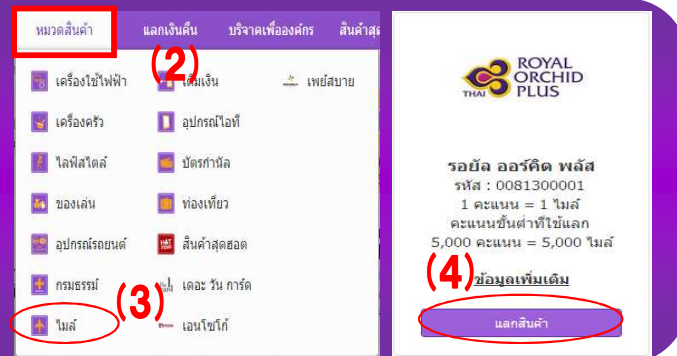 หมวดสินค้า
แลกเงินคืน
บริจาคเพื่อองค์กร
(2)
เครื่องใช้ไฟฟ้า
เติมเงิน
เพย์สบาย
เครื่องครัว
อุปกรณ์ไอที
ไลฟ์สไตล์
บัตรกำนัล
ของเล่น
ท่องเที่ยว
อุปกรณ์รถยนต์
HOT
สินค้าสุดฮอต
กรมธรรม์
เดอะ วัน การ์ด
(3)
ไมล์
เอนโซโก้
ROYAL
ORCHID
PLUS
THAI
รอยัล ออร์คิด พลัส
รหัส : 0081300001
1 คะแนน = 1 ไมล์
คะแนนขั้นต่ำที่ใช้แลก
5,000 คะแนน = 5,000 ไมล์
(4)
ข้อมูลเพิ่มเติม
แลกสินค้า